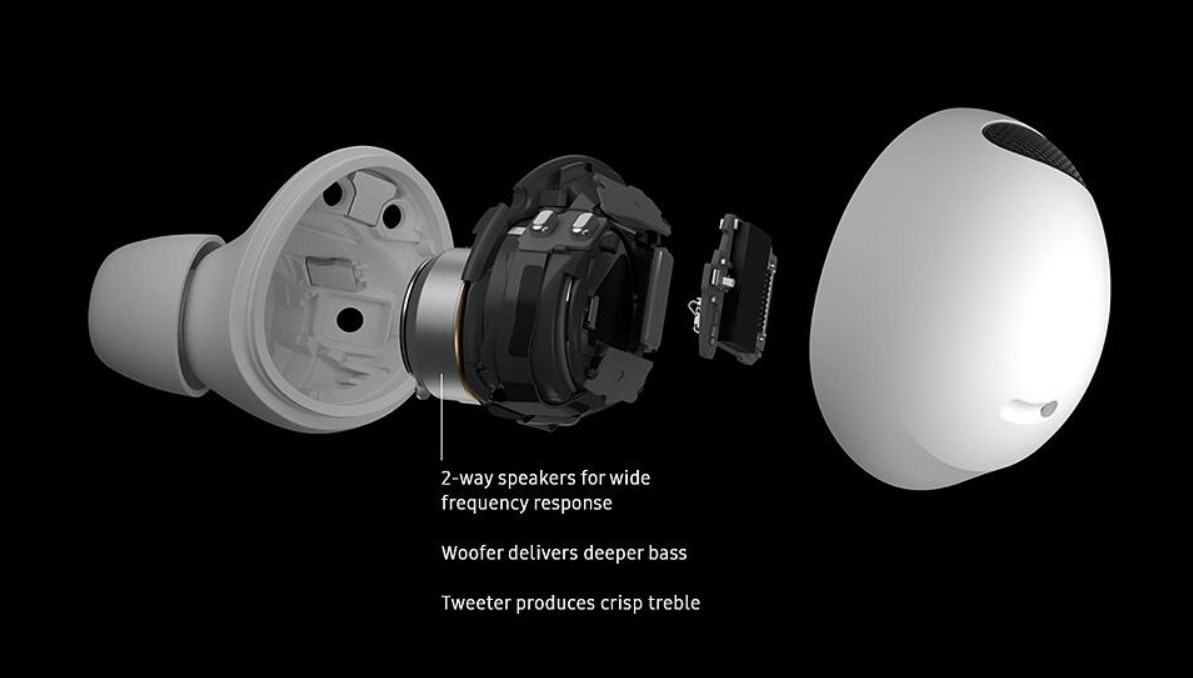 2-way speakers for wide
frequency response
Woofer delivers deeper bass
Tweeter produces crisp treble